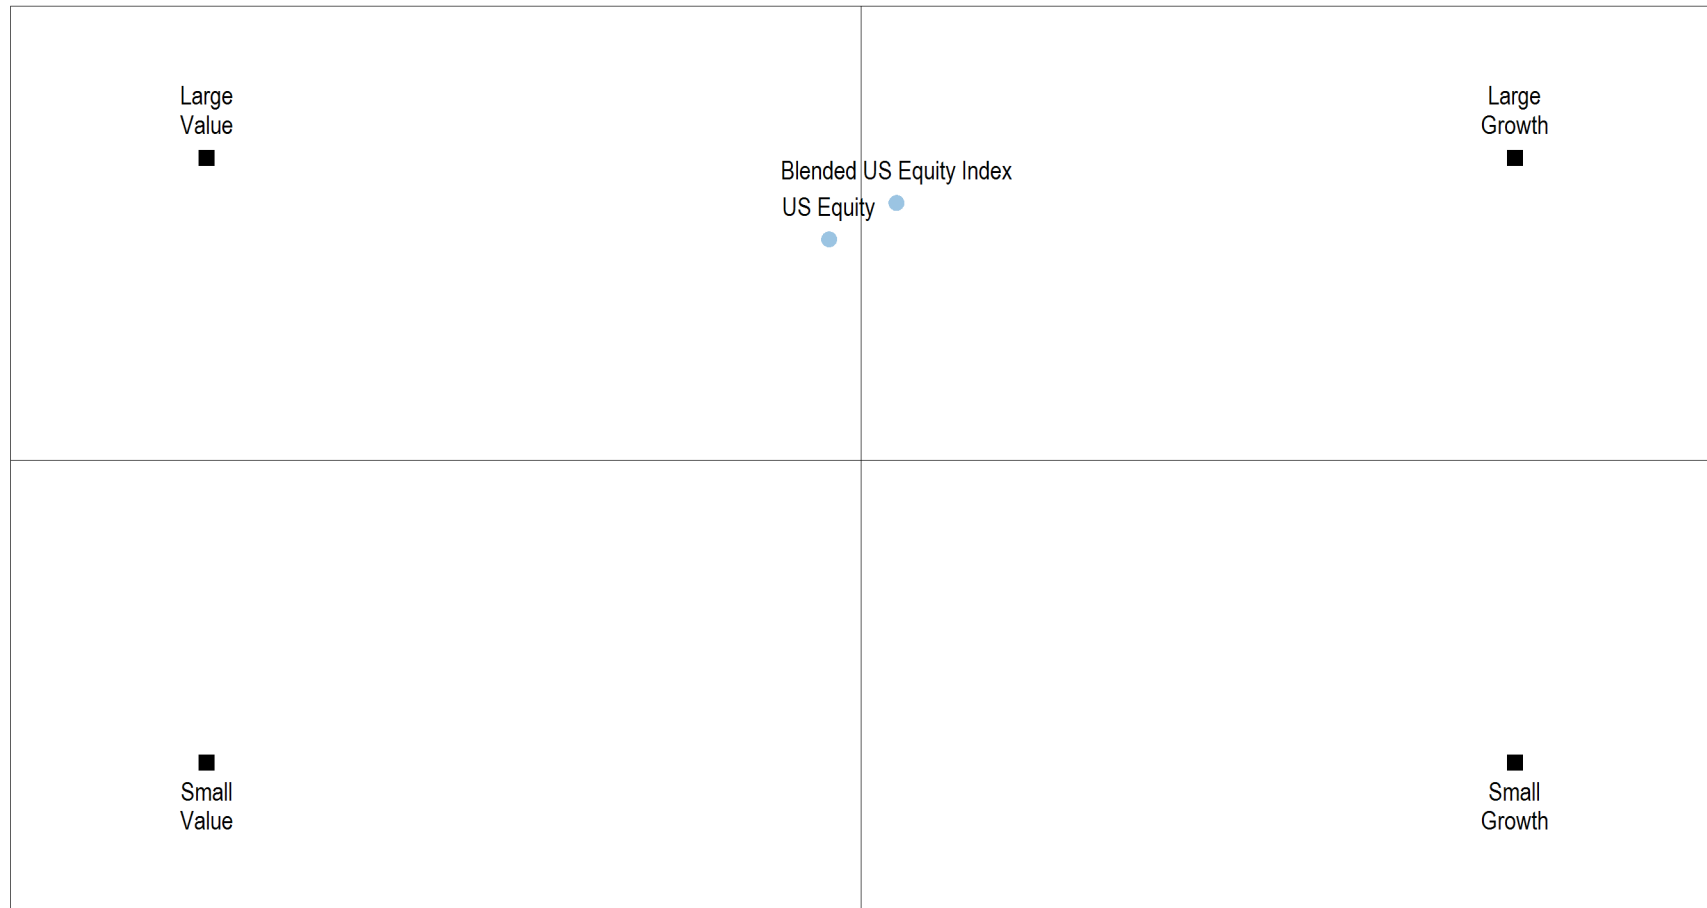 Large
Value
Large
Growth
Blended US Equity Index
US Equity
Small
Value
Small
Growth